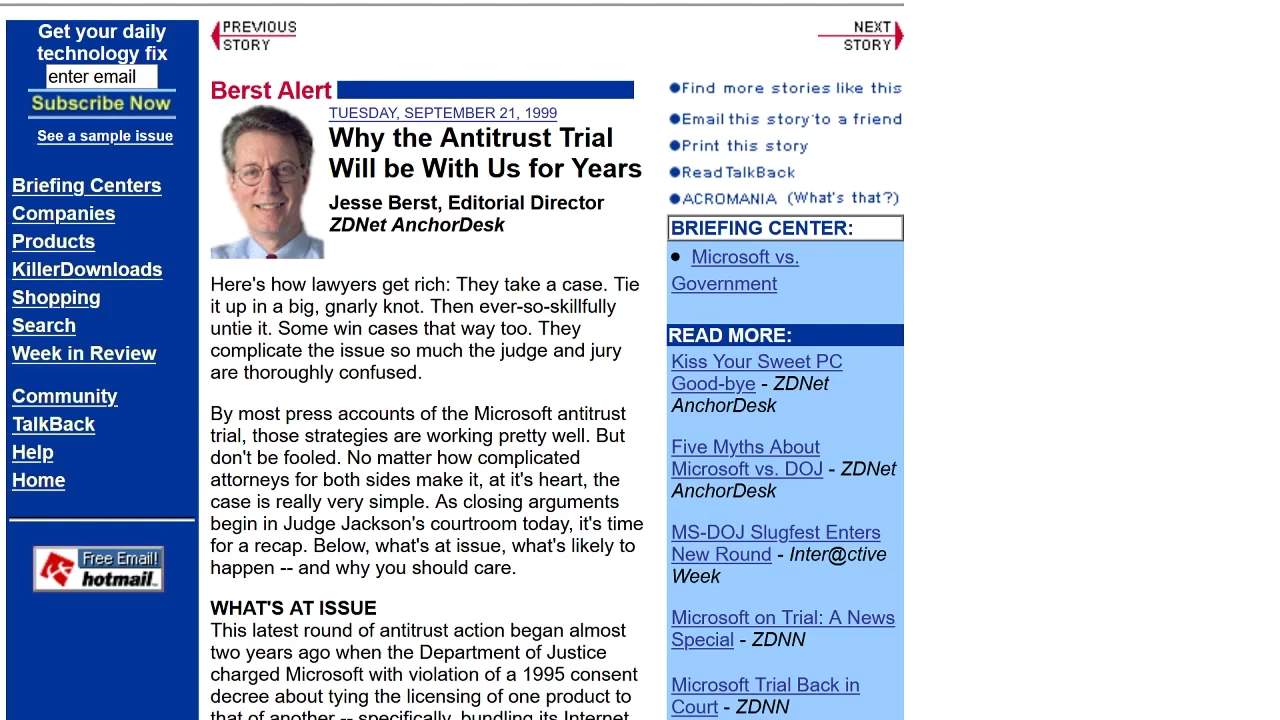 Get your daily
technology fix
enter email
Subscribe Now
See a sample issue
Briefing Centers
Companies
Products
KillerDownloads
Shopping
Search
Week in Review
Community
TalkBack
Help
Home
Free Email!
hotmail
PREVIOUS
STORY
NEXT
STORY
Berst Alert
TUESDAY, SEPTEMBER 21, 1999
Why the Antitrust Trial
Will be With Us for Years
Jesse Berst, Editorial Director
ZDNet AnchorDesk
Here's how lawyers get rich: They take a case. Tie
it up in a big, gnarly knot. Then ever-so-skillfully
untie it. Some win cases that way too. They
complicate the issue so much the judge and jury
are thoroughly confused.
By most press accounts of the Microsoft antitrust
trial, those strategies are working pretty well. But
don't be fooled. No matter how complicated
attorneys for both sides make it, at it's heart, the
case is really very simple. As closing arguments
begin in Judge Jackson's courtroom today, it's time
for a recap. Below, what's at issue, what's likely to
happen -- and why you should care.
WHAT'S AT ISSUE
This latest round of antitrust action began almost
two years ago when the Department of Justice
charged Microsoft with violation of a 1995 consent
decree about tying the licensing of one product to
that of another -- specifically, bundling its Internet
Find more stories like this
Email this story to a friend
Print this story
Read TalkBack
ACROMANIA (What's that?)
BRIEFING CENTER:
Microsoft vs.
Government
READ MORE:
Kiss Your Sweet PC
Good-bye - ZDNet
AnchorDesk
Five Myths About
Microsoft vs. DOJ - ZDNet
AnchorDesk
MS-DOJ Slugfest Enters
New Round - Inter@ctive
Week
Microsoft on Trial: A News
Special - ZDNN
Microsoft Trial Back in
Court - ZDNN